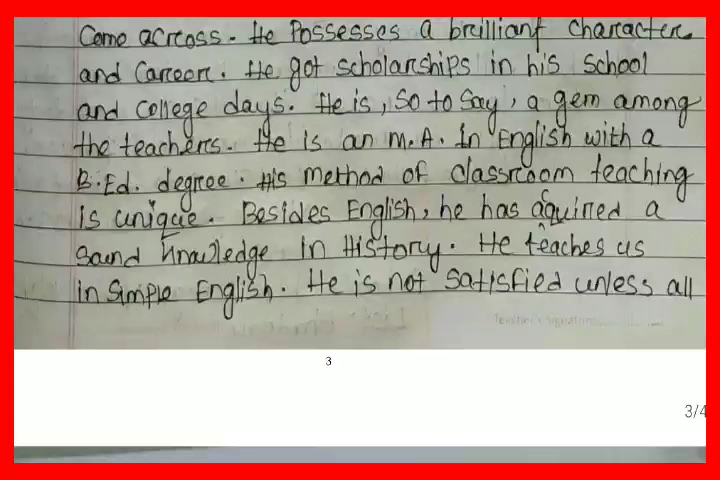 Come across. He Possesses a brilliant character
and Career. He got scholarships in his School
and college days. He is, So to Say, a gem among
the teachers. He is an M.A. In English with a
B.Ed. degree. His method of classroom teaching
is unique. Besides English, he has aquired a
c
Sound knowledge in History. He teaches us
in Simple English. He is not Satisfied unless all
Teacher's Signature
3
3/4